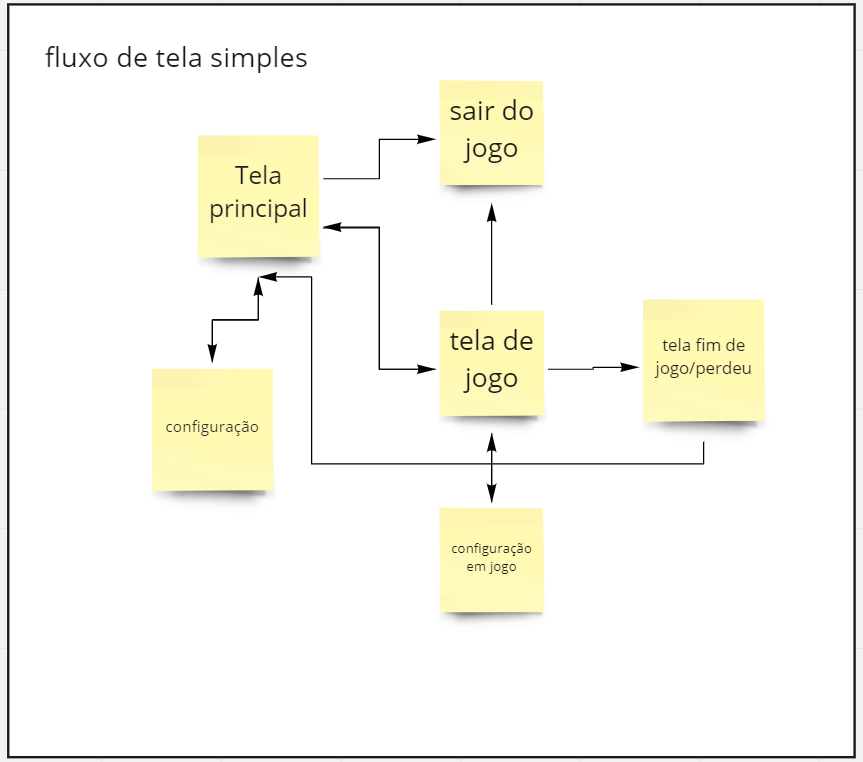 fluxo de tela simples
sair do
jogo
Tela
principal
tela de
jogo
tela fim de
jogo/perdeu
configuração
configuração
em jogo